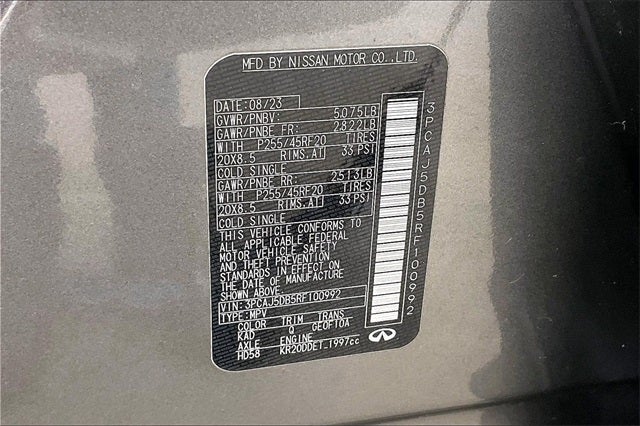 MFD BY NISSAN MOTOR CO.,LTD.
DATE:08/23
GVWR/PNBV: 5075LB
GAWR/PNBE FR: 2822LB
WITH P255/45RF20 TIRES
20X8.5 RIMS.AT 33 PSI
COLD SINGLE
GAWR/PNBE RR: 2513LB
WITH P255/45RF20 TIRES
20X8.5 RIMS.AT 33 PSI
COLD SINGLE
THIS VEHICLE CONFORMS TO
ALL APPLICABLE FEDERAL
MOTOR VEHICLE SAFETY
AND THEFT PREVENTION
STANDARDS IN EFFECT ON
THE DATE OF MANUFACTURE
SHOWN ABOVE.
VIN:3PCAJ5DB5RF100992
TYPE:MPV
COLOR TRIM TRANS
KAD Q GE0F10A
AXLE ENGINE
HD58 KR20DDET 1997cc
3PCAJ5DB5RF100992